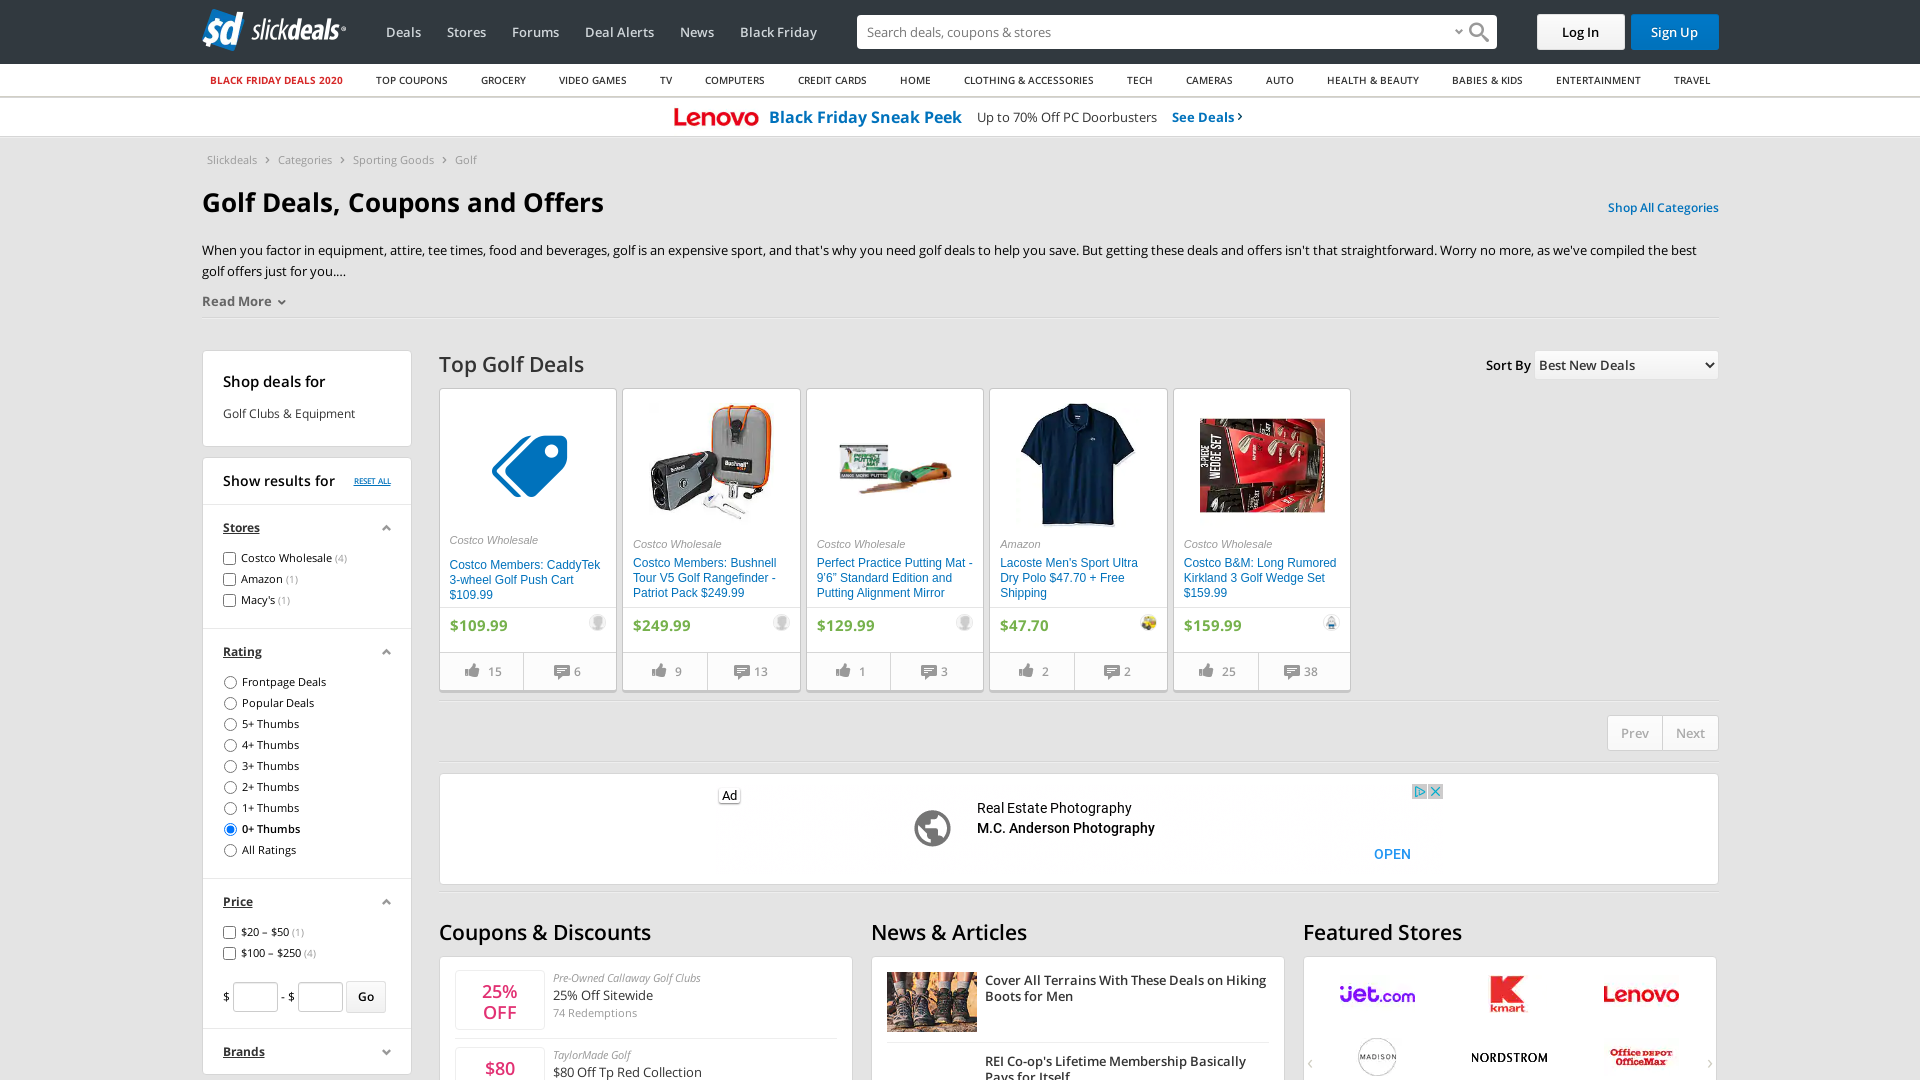 slickdeals
Deals
Stores
Forums
Deal Alerts
News
Black Friday
Search deals, coupons & stores
Log In
Sign Up
BLACK FRIDAY DEALS 2020
TOP COUPONS
GROCERY
VIDEO GAMES
TV
COMPUTERS
CREDIT CARDS
HOME
CLOTHING & ACCESSORIES
TECH
CAMERAS
AUTO
HEALTH & BEAUTY
BABIES & KIDS
ENTERTAINMENT
TRAVEL
Lenovo Black Friday Sneak Peek Up to 70% Off PC Doorbusters See Deals
Slickdeals › Categories › Sporting Goods › Golf
Golf Deals, Coupons and Offers
Shop All Categories
When you factor in equipment, attire, tee times, food and beverages, golf is an expensive sport, and that's why you need golf deals to help you save. But getting these deals and offers isn't that straightforward. Worry no more, as we've compiled the best
golf offers just for you....
Read More
Shop deals for
Golf Clubs & Equipment
Show results for
RESET ALL
Stores
Costco Wholesale (4)
Amazon (1)
Macy's (1)
Rating
Frontpage Deals
Popular Deals
5+ Thumbs
4+ Thumbs
3+ Thumbs
2+ Thumbs
1+ Thumbs
0+ Thumbs
All Ratings
Price
$20 – $50 (1)
$100 – $250 (4)
$ - $ Go
Brands
Top Golf Deals
Sort By Best New Deals
Costco Wholesale
Costco Members: CaddyTek
3-wheel Golf Push Cart
$109.99
$109.99
15
6
Bushnell
Bushnell
Costco Wholesale
Costco Members: Bushnell
Tour V5 Golf Rangefinder -
Patriot Pack $249.99
$249.99
9
13
PERFECT
PUTTING MAT
MAKE MORE PUTTS
Costco Wholesale
Perfect Practice Putting Mat -
9'6” Standard Edition and
Putting Alignment Mirror
$129.99
1
3
Amazon
Lacoste Men's Sport Ultra
Dry Polo $47.70 + Free
Shipping
$47.70
2
2
3-PIECE
WEDGE SET
Costco Wholesale
Costco B&M: Long Rumored
Kirkland 3 Golf Wedge Set
$159.99
$159.99
25
38
Prev
Next
Ad
Real Estate Photography
M.C. Anderson Photography
OPEN
Coupons & Discounts
25%
OFF
Pre-Owned Callaway Golf Clubs
25% Off Sitewide
74 Redemptions
$80
TaylorMade Golf
$80 Off Tp Red Collection
News & Articles
Cover All Terrains With These Deals on Hiking
Boots for Men
REI Co-op's Lifetime Membership Basically
Pays for Itself
Featured Stores
Jet.com
kmart
Lenovo
MADISON
NORDSTROM
Office DEPOT
OfficeMax